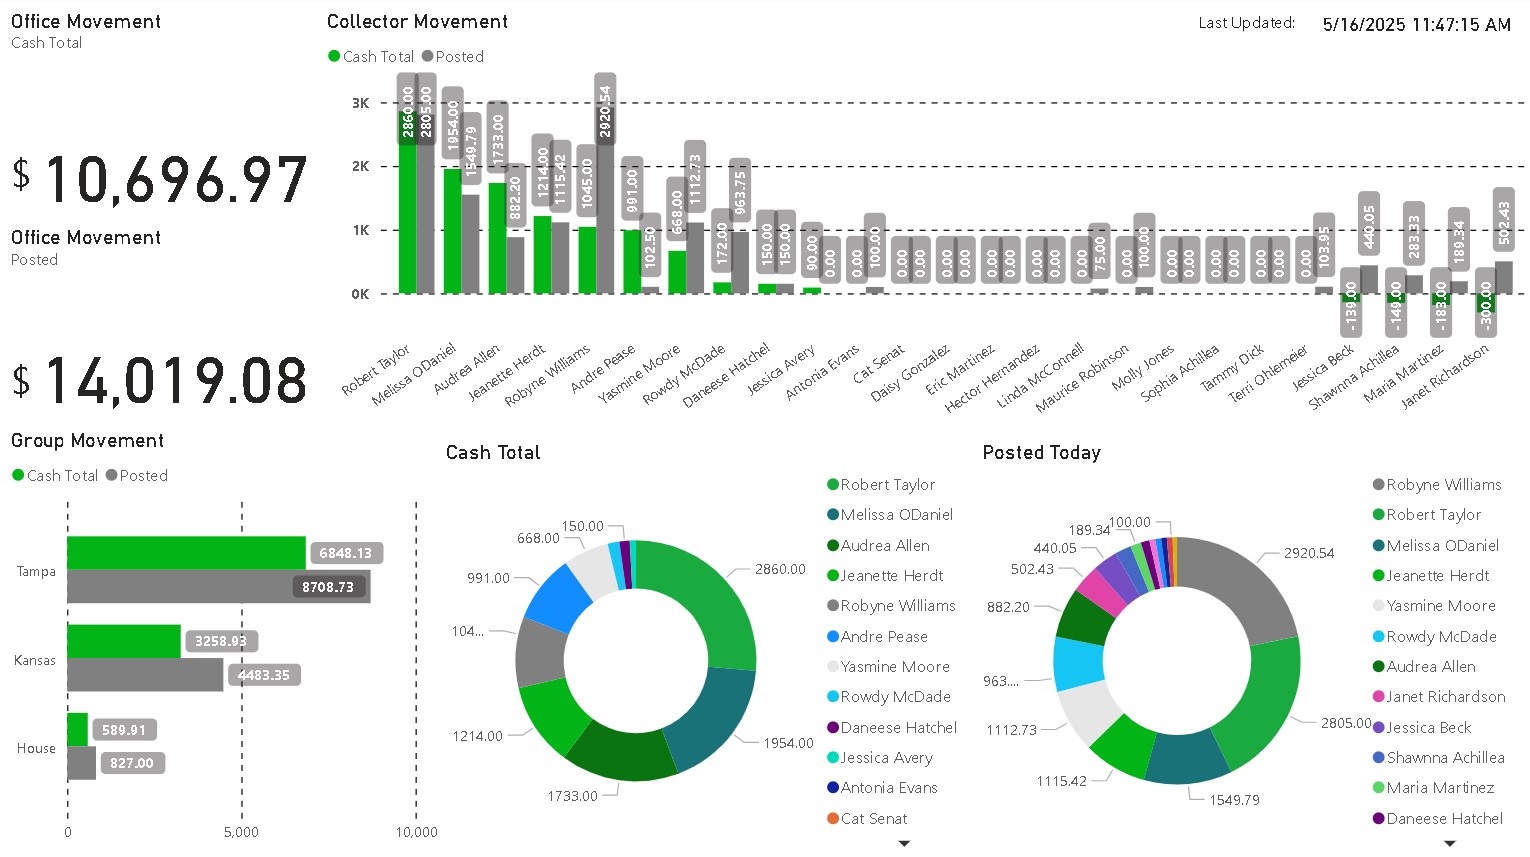 Office Movement
Cash Total
$ 10,696.97
Office Movement
Posted
$ 14,019.08
Collector Movement
Cash Total Posted
Last Updated: 5/16/2025 11:47:15 AM
3K
2K
1K
0K
2860.00 2805.00 1954.00 1549.79 1733.00 882.20 1214.00 1115.42 1045.00 2920.54 991.00 102.50 668.00 1112.73 172.00 963.75 150.00 150.00 90.00 0.00 0.00 100.00 0.00 0.00 0.00 0.00 0.00 0.00 0.00 0.00 0.00 75.00 0.00 100.00 0.00 0.00 0.00 0.00 0.00 0.00 0.00 103.95 -139.00 440.05 -149.00 283.33 -183.00 189.34 -300.00 502.43
Robert Taylor
Melissa ODaniel
Audrea Allen
Jeanette Herdt
Robyne Williams
Andre Pease
Yasmine Moore
Rowdy McDade
Daneese Hatchel
Jessica Avery
Antonia Evans
Cat Senat
Daisy Gonzalez
Eric Martinez
Hector Hernandez
Linda McConnell
Maurice Robinson
Molly Jones
Sophia Achillea
Tammy Dick
Terri Ohlemeier
Jessica Beck
Shawnna Achillea
Maria Martinez
Janet Richardson
Group Movement
Cash Total Posted
Tampa
6848.13
8708.73
Kansas
3258.93
4483.35
House
589.91
827.00
0 5,000 10,000
Cash Total
150.00
668.00
991.00
104...
1214.00
1733.00
1954.00
2860.00
Robert Taylor
Melissa ODaniel
Audrea Allen
Jeanette Herdt
Robyne Williams
Andre Pease
Yasmine Moore
Rowdy McDade
Daneese Hatchel
Jessica Avery
Antonia Evans
Cat Senat
Posted Today
100.00
189.34
440.05
502.43
882.20
963....
1112.73
1115.42
1549.79
2805.00
2920.54
Robyne Williams
Robert Taylor
Melissa ODaniel
Jeanette Herdt
Yasmine Moore
Rowdy McDade
Audrea Allen
Janet Richardson
Jessica Beck
Shawnna Achillea
Maria Martinez
Daneese Hatchel